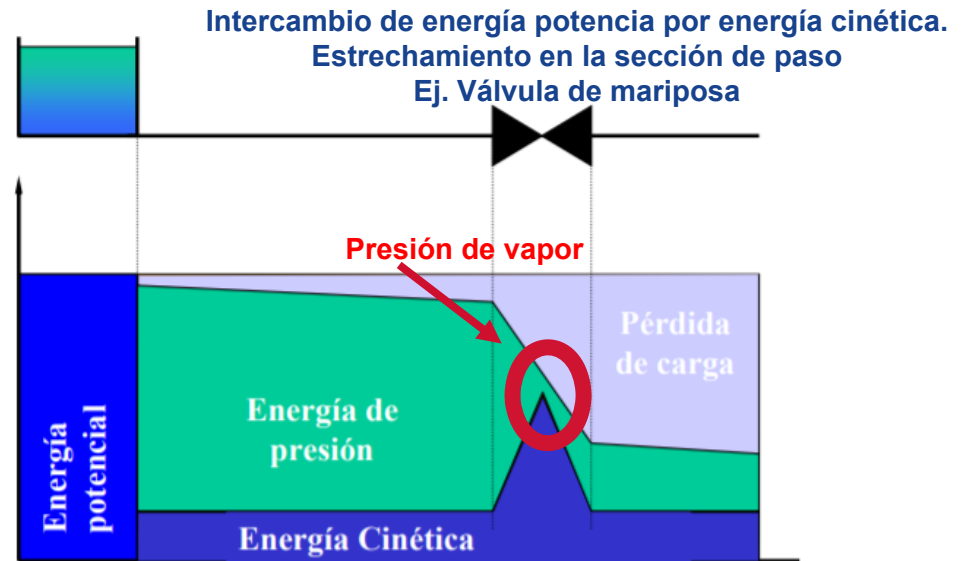 Intercambio de energía potencia por energía cinética.
Estrechamiento en la sección de paso
Ej. Válvula de mariposa
Presión de vapor
Pérdida
de carga
Energía de
presión
Energía
potencial
Energía Cinética